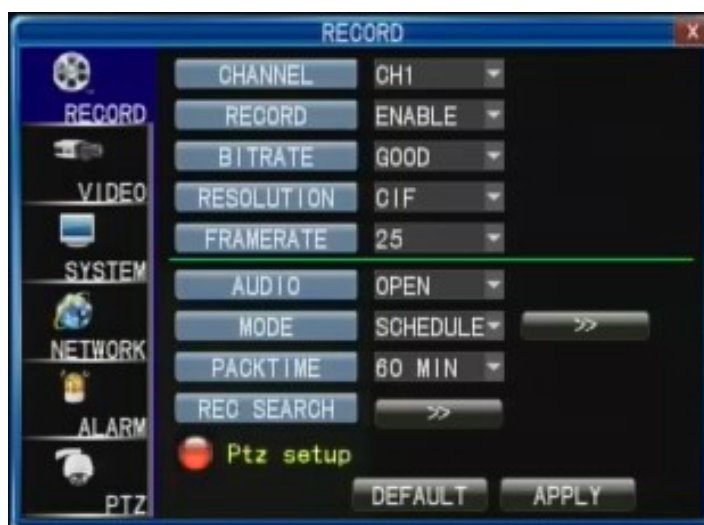 RECORD
X
RECORD
VIDEO
SYSTEM
NETWORK
ALARM
PTZ
CHANNEL CH1
RECORD ENABLE
BITRATE GOOD
RESOLUTION CIF
FRAMERATE 25
AUDIO OPEN
MODE SCHEDULE >>
PACKTIME 60 MIN
REC SEARCH >>
Ptz setup
DEFAULT APPLY